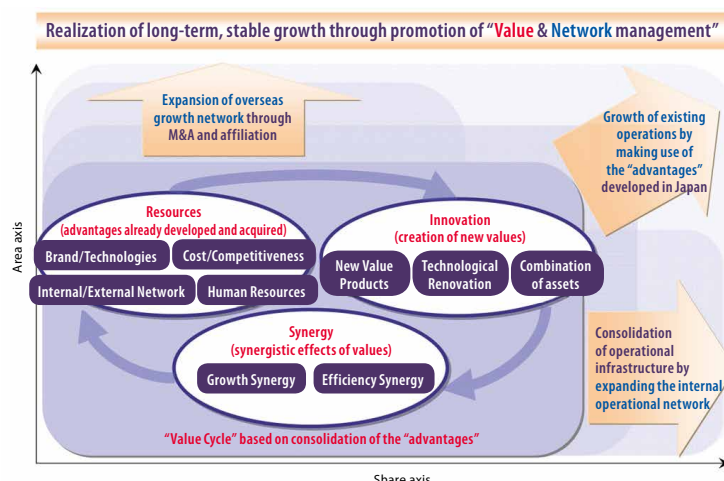 Realization of long-term, stable growth through promotion of “Value & Network management”
Expansion of overseas
growth network through
M&A and affiliation
Growth of existing
operations by
making use of
the “advantages”
developed in Japan
Area axis
Resources
(advantages already developed and acquired)
Brand/Technologies
Cost/Competitiveness
Internal/External Network
Human Resources
Innovation
(creation of new values)
New Value
Products
Technological
Renovation
Combination
of assets
Synergy
(synergistic effects of values)
Growth Synergy
Efficiency Synergy
Consolidation
of operational
infrastructure by
expanding the internal
operational network
“Value Cycle” based on consolidation of the “advantages”
Share axis